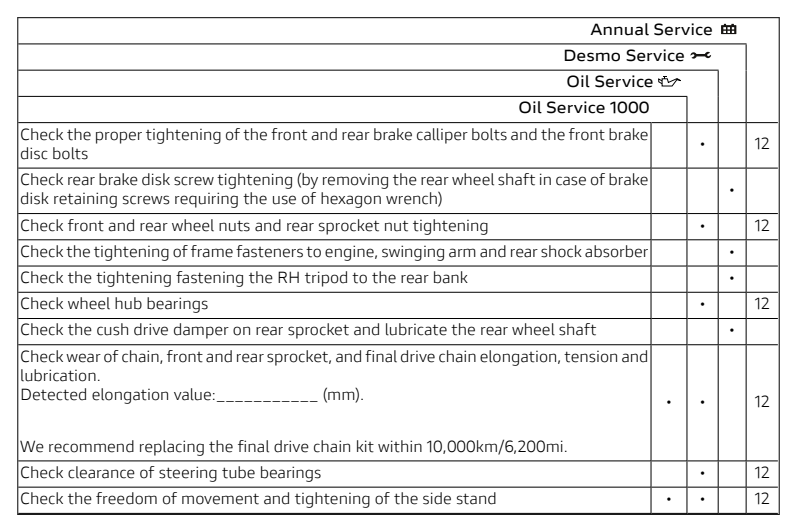 Annual Service
Desmo Service
Oil Service
Oil Service 1000
Check the proper tightening of the front and rear brake calliper bolts and the front brake
disc bolts
• 12
Check rear brake disk screw tightening (by removing the rear wheel shaft in case of brake
disk retaining screws requiring the use of hexagon wrench)
•
Check front and rear wheel nuts and rear sprocket nut tightening • 12
Check the tightening of frame fasteners to engine, swinging arm and rear shock absorber •
Check the tightening fastening the RH tripod to the rear bank •
Check wheel hub bearings • 12
Check the cush drive damper on rear sprocket and lubricate the rear wheel shaft •
Check wear of chain, front and rear sprocket, and final drive chain elongation, tension and
lubrication.
Detected elongation value:___________ (mm).
• • 12
We recommend replacing the final drive chain kit within 10,000km/6,200mi.
Check clearance of steering tube bearings • 12
Check the freedom of movement and tightening of the side stand • • 12